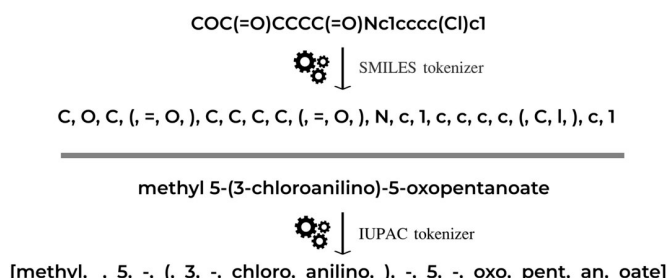 COC(=O)CCCC(=O)Nc1cccc(Cl)c1
SMILES tokenizer
C, O, C, (, =, O, ), C, C, C, C, (, =, O, ), N, c, 1, c, c, c, c, (, C, l, ), c, 1
methyl 5-(3-chloroanilino)-5-oxopentanoate
IUPAC tokenizer
[methyl, , 5, -, (, 3, -, chloro, anilino, ), -, 5, -, oxo, pent, an, oate]